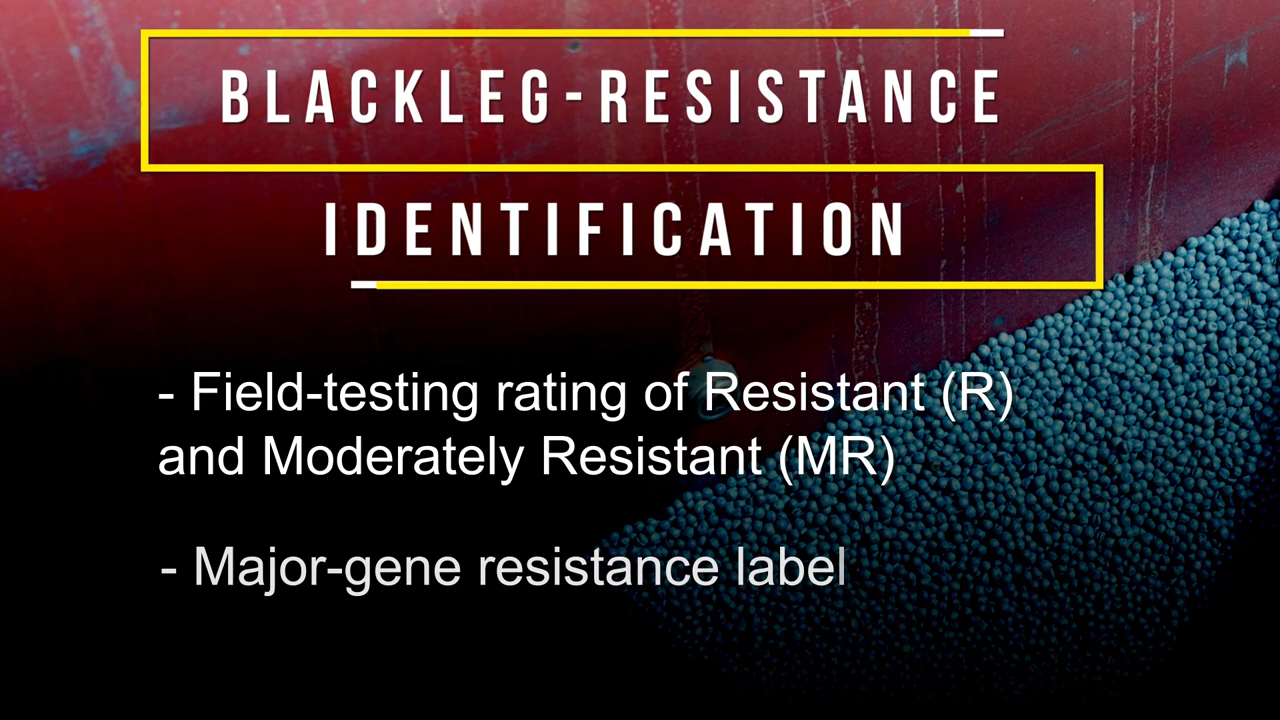 BLACKLEG-RESISTANCE
IDENTIFICATION
- Field-testing rating of Resistant (R)
and Moderately Resistant (MR)
- Major-gene resistance label